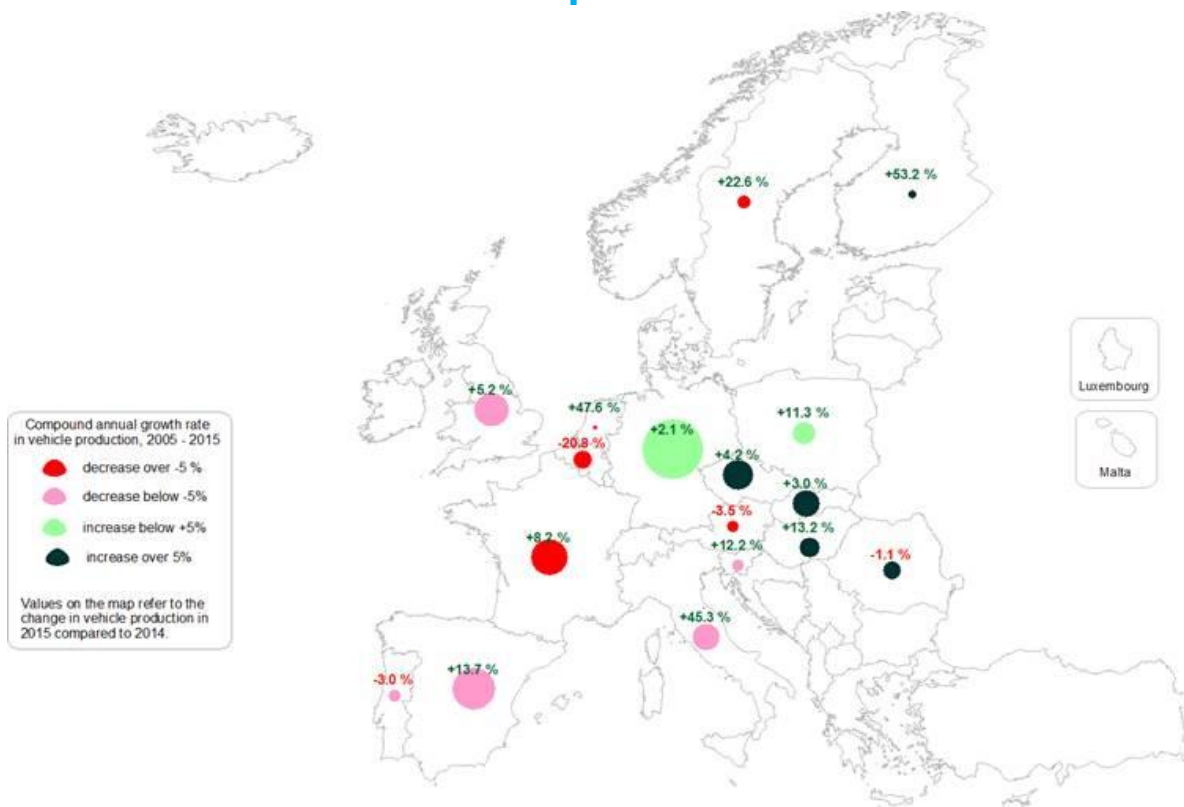 +22.6 %
+53.2 %
+5.2 %
+47.6 %
+2.1 %
+11.3 %
-20.8 %
+4.2 %
+3.0 %
-3.5 %
+13.2 %
+12.2 %
-1.1 %
+8.2 %
+45.3 %
+13.7 %
-3.0 %
Luxembourg
Malta
Compound annual growth rate
in vehicle production, 2005 - 2015
decrease over -5 %
decrease below -5%
increase below +5%
increase over 5%
Values on the map refer to the
change in vehicle production in
2015 compared to 2014.